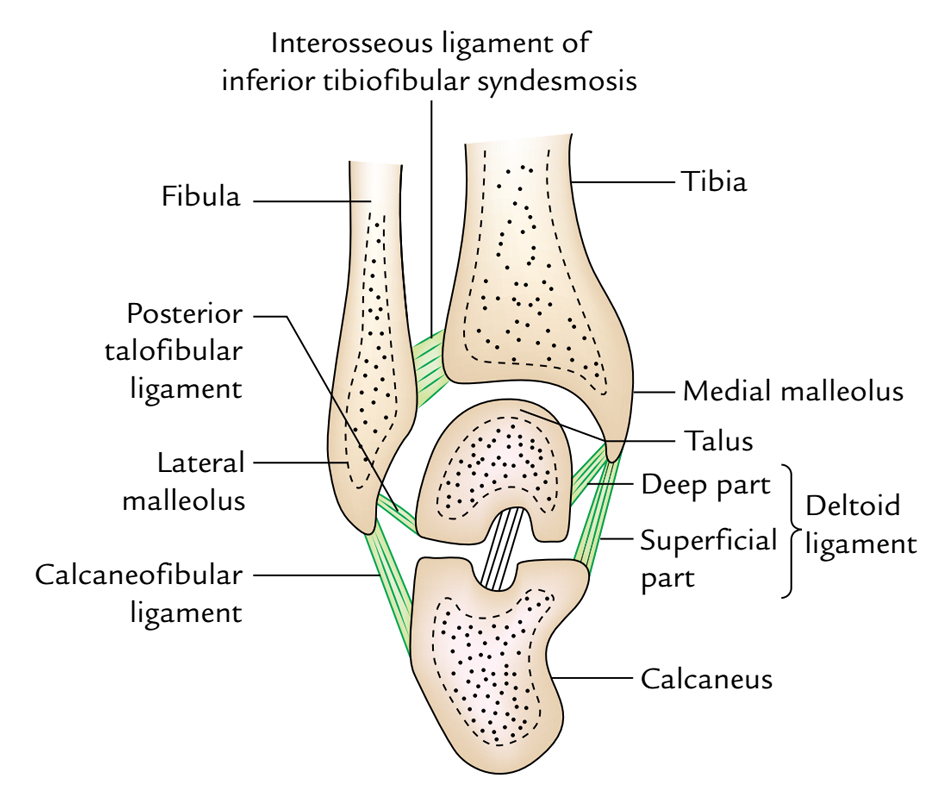 Interosseous ligament of
inferior tibiofibular syndesmosis
Fibula
Tibia
Posterior
talofibular
ligament
Medial malleolus
Talus
Lateral
malleolus
Deep part
Superficial
part
Deltoid
ligament
Calcaneofibular
ligament
Calcaneus